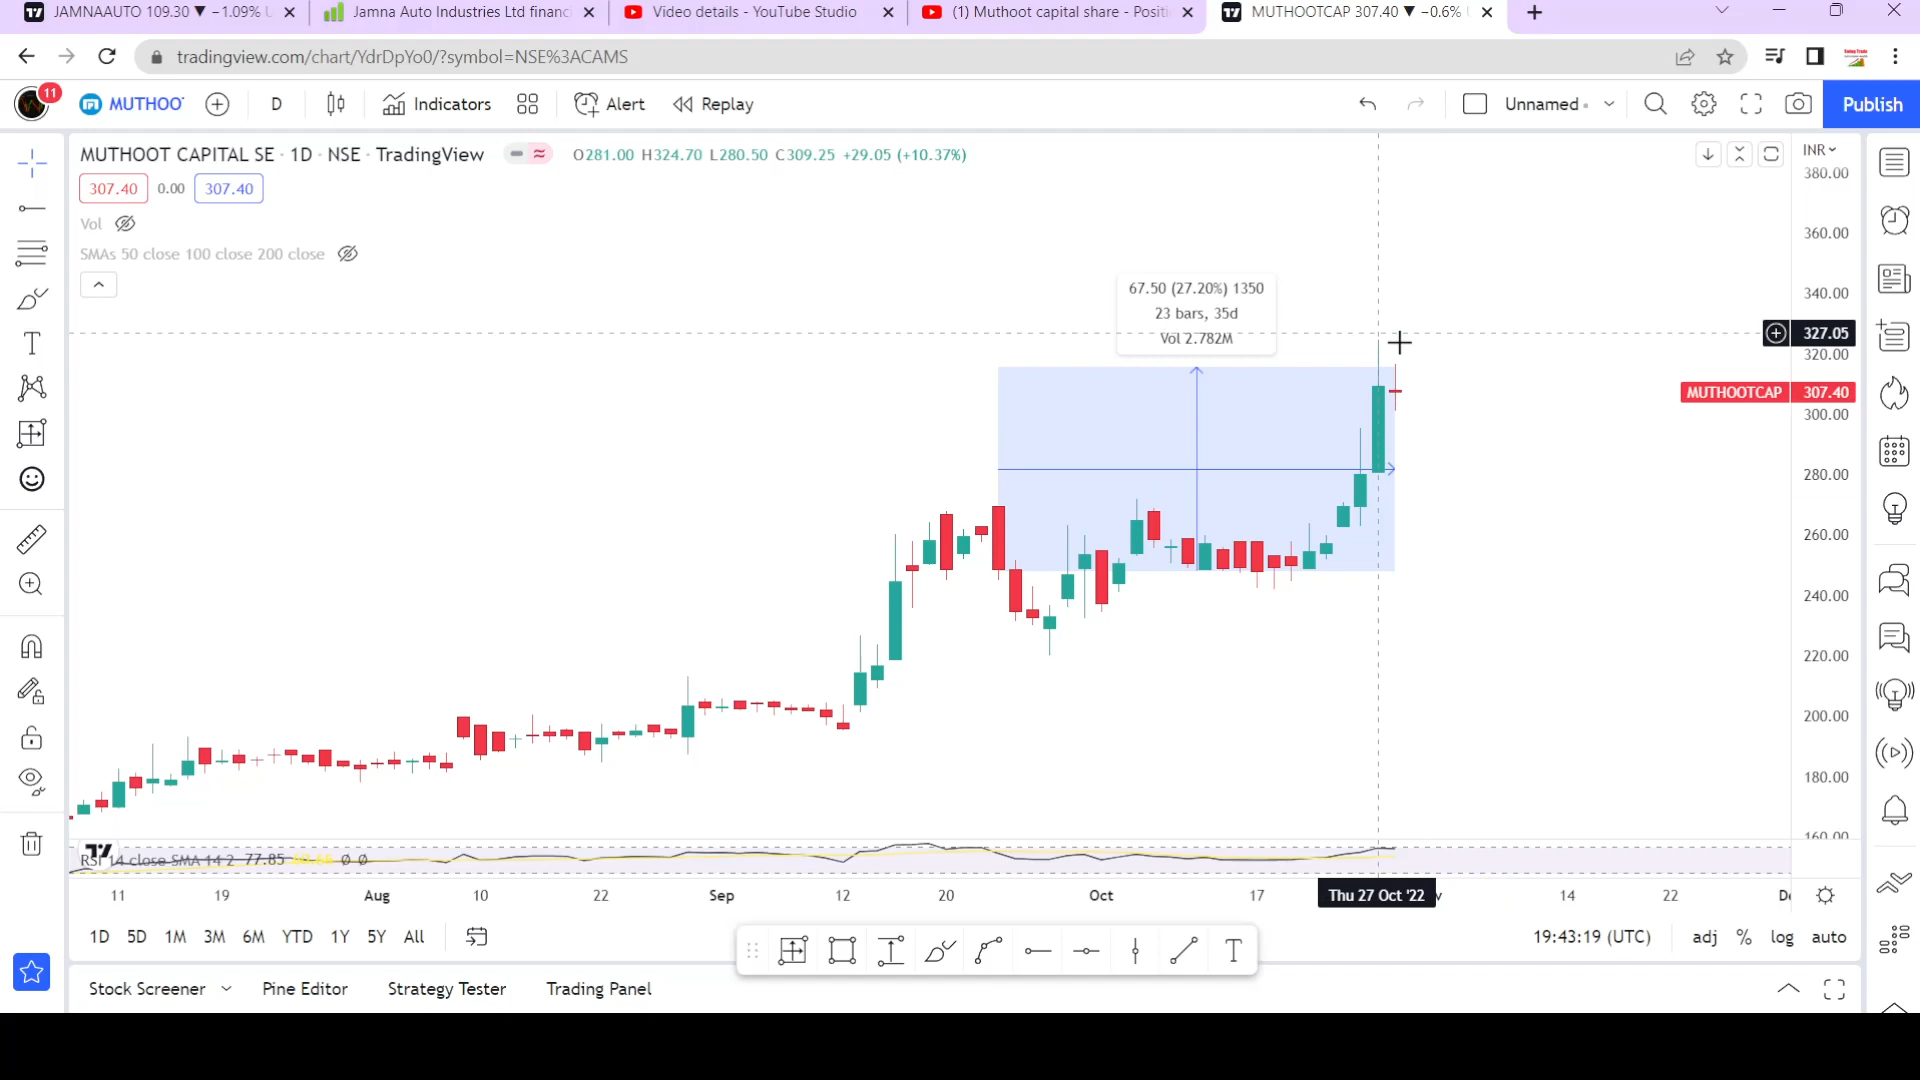 JAMNAAUTO 109.30 ▼ −1.09%
Jamna Auto Industries Ltd financi
Video details - YouTube Studio
(1) Muthoot capital share - Positi
MUTHOOTCAP 307.40 ▼ −0.6%
tradingview.com/chart/YdrDpYo0/?symbol=NSE%3ACAMS
11
MUTHOO
D
Indicators
Alert
Replay
Unnamed
Publish
MUTHOOT CAPITAL SE · 1D · NSE · TradingView
O281.00 H324.70 L280.50 C309.25 +29.05 (+10.37%)
307.40 0.00 307.40
Vol
SMAs 50 close 100 close 200 close
67.50 (27.20%) 1350
23 bars, 35d
Vol 2.782M
INR
380.00
360.00
340.00
327.05
320.00
MUTHOOTCAP 307.40
300.00
280.00
260.00
240.00
220.00
200.00
180.00
160.00
RSI 14 close SMA 14 2 77.85 Ø Ø
11 19 Aug 10 22 Sep 12 20 Oct 17 Thu 27 Oct '22 14 22 De
1D 5D 1M 3M 6M YTD 1Y 5Y All
19:43:19 (UTC) adj % log auto
Stock Screener Pine Editor Strategy Tester Trading Panel